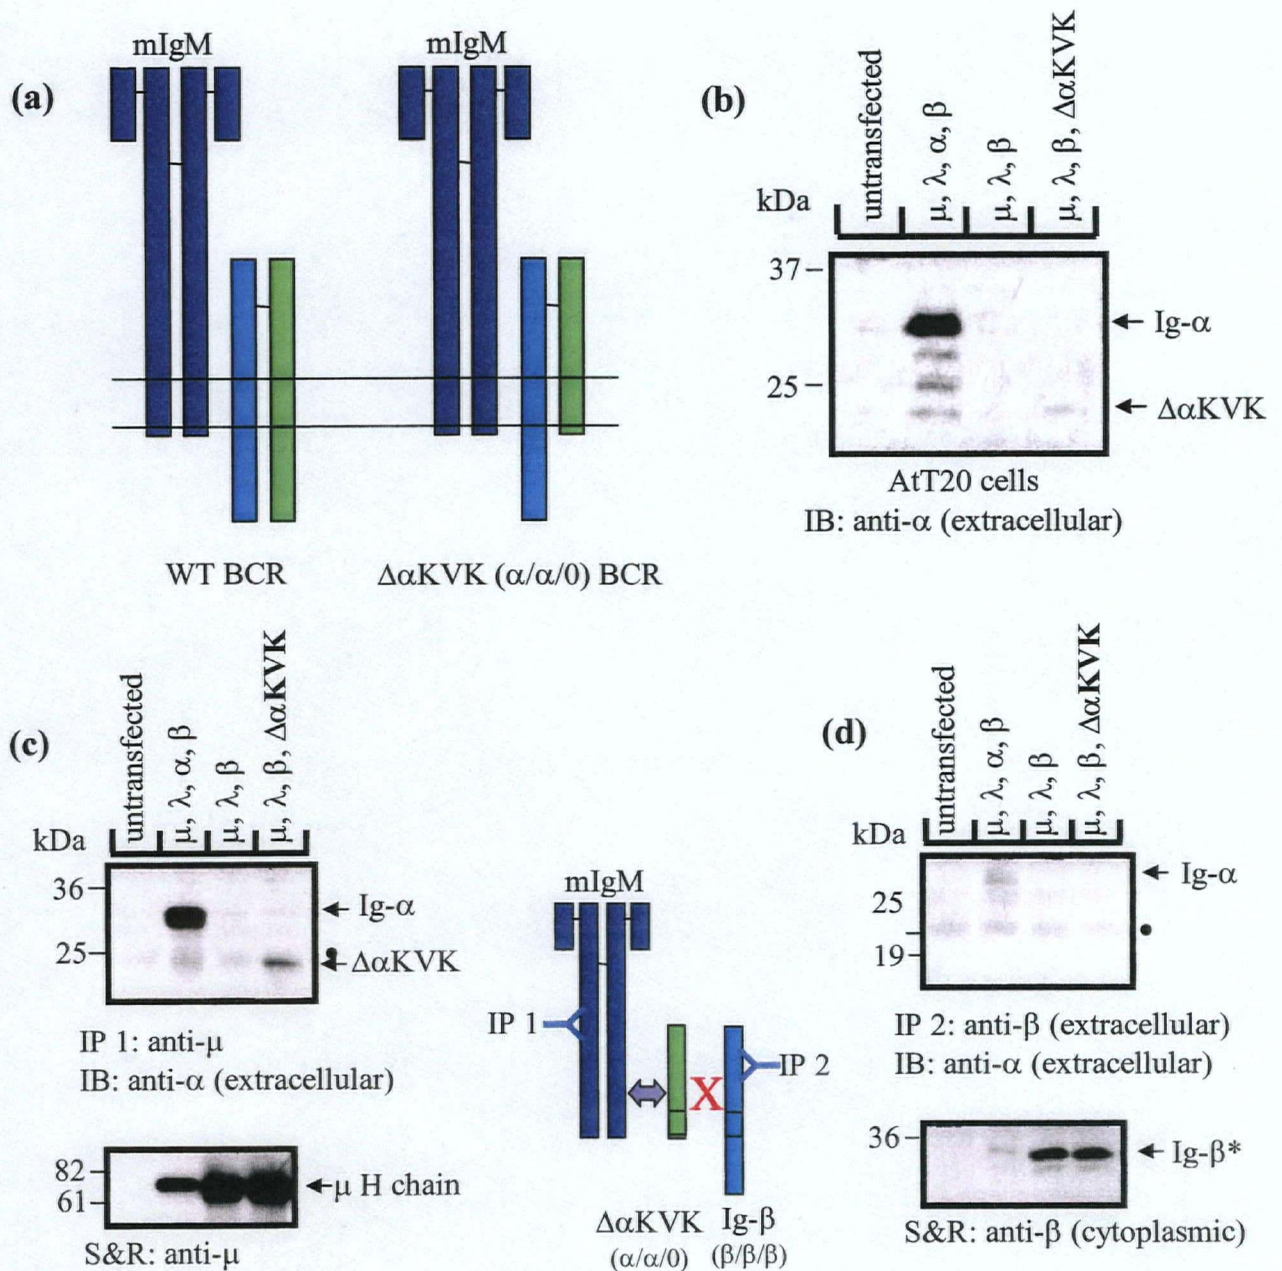 (a)
mIgM
mIgM
WT BCR
ΔαKVK (α/α/0) BCR
(b)
untransfected
μ, λ, α, β
μ, λ, β
μ, λ, β, ΔαKVK
kDa
37
25
Ig-α
ΔαKVK
AtT20 cells
IB: anti-α (extracellular)
(c)
untransfected
μ, λ, α, β
μ, λ, β
μ, λ, β, ΔαKVK
kDa
36
25
Ig-α
ΔαKVK
IP 1: anti-μ
IB: anti-α (extracellular)
82
61
μ H chain
S&R: anti-μ
mIgM
IP 1
X
IP 2
ΔαKVK Ig-β
(α/α/0) (β/β/β)
(d)
untransfected
μ, λ, α, β
μ, λ, β
μ, λ, β, ΔαKVK
kDa
25
19
Ig-α
IP 2: anti-β (extracellular)
IB: anti-α (extracellular)
36
Ig-β*
S&R: anti-β (cytoplasmic)